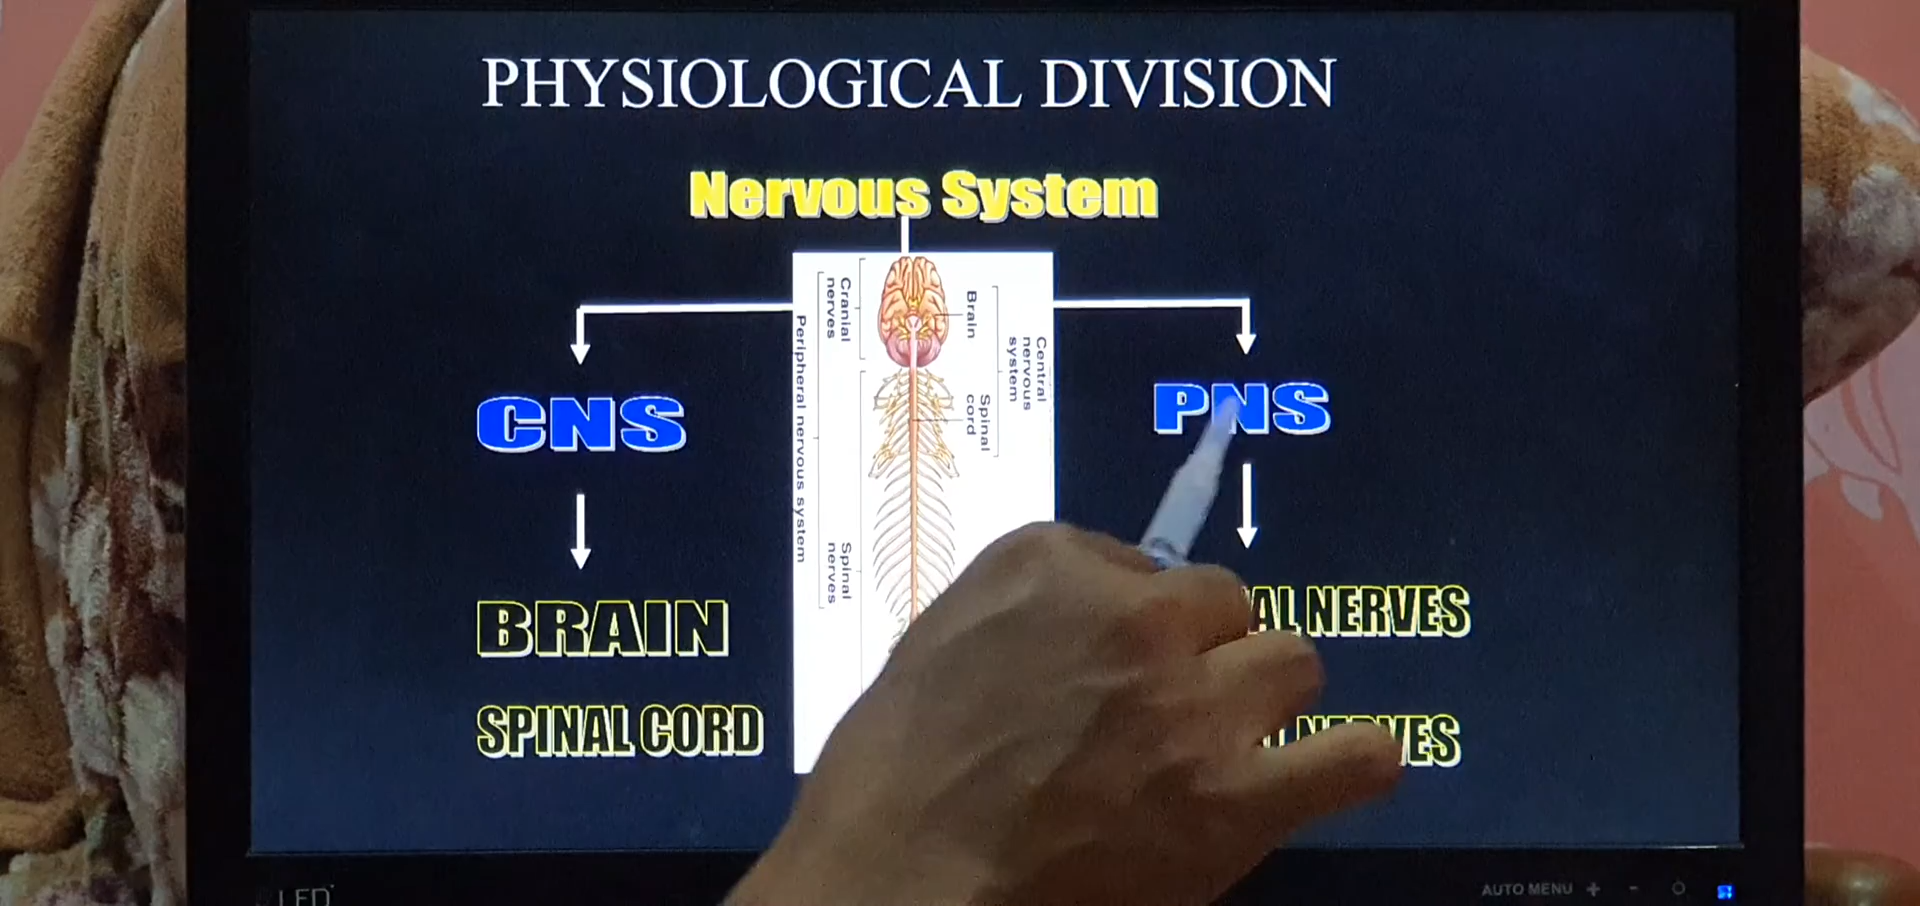 PHYSIOLOGICAL DIVISION
Nervous System
CNS
BRAIN
SPINAL CORD
Cranial
nerves
Peripheral nervous system
Spinal
nerves
Brain
Spinal
cord
Central
nervous
system
PNS
NERVES
LED
AUTO MENU + -